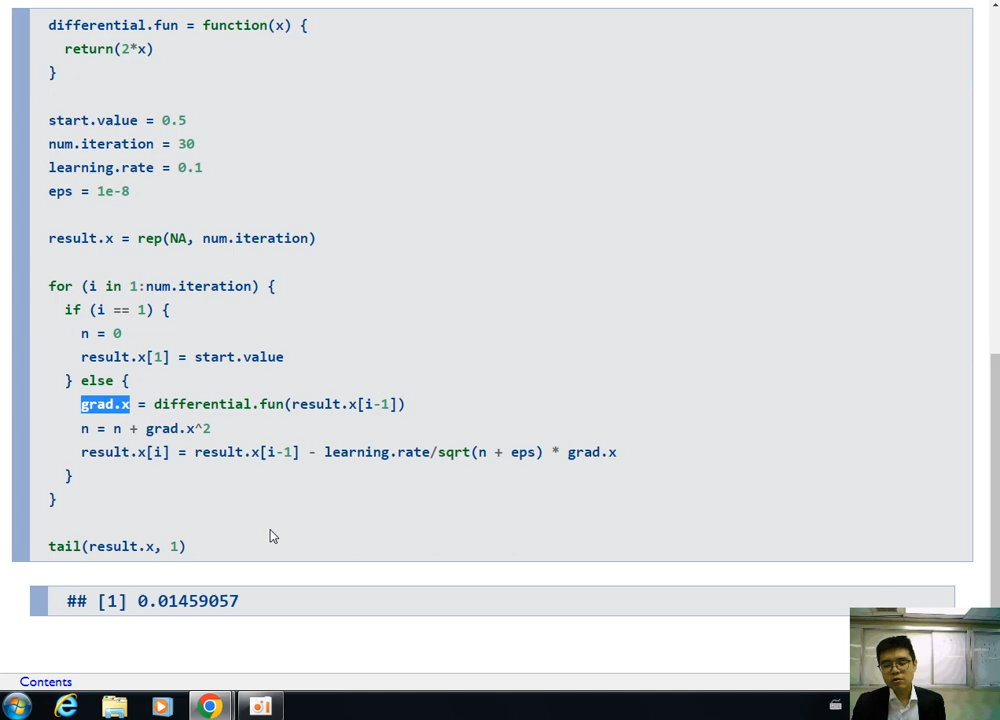 differential.fun = function(x) {
return(2*x)
}
start.value = 0.5
num.iteration = 30
learning.rate = 0.1
eps = 1e-8
result.x = rep(NA, num.iteration)
for (i in 1:num.iteration) {
if (i == 1) {
n = 0
result.x[1] = start.value
} else {
grad.x = differential.fun(result.x[i-1])
n = n + grad.x^2
result.x[i] = result.x[i-1] - learning.rate/sqrt(n + eps) * grad.x
}
}
tail(result.x, 1)
## [1] 0.01459057
Contents